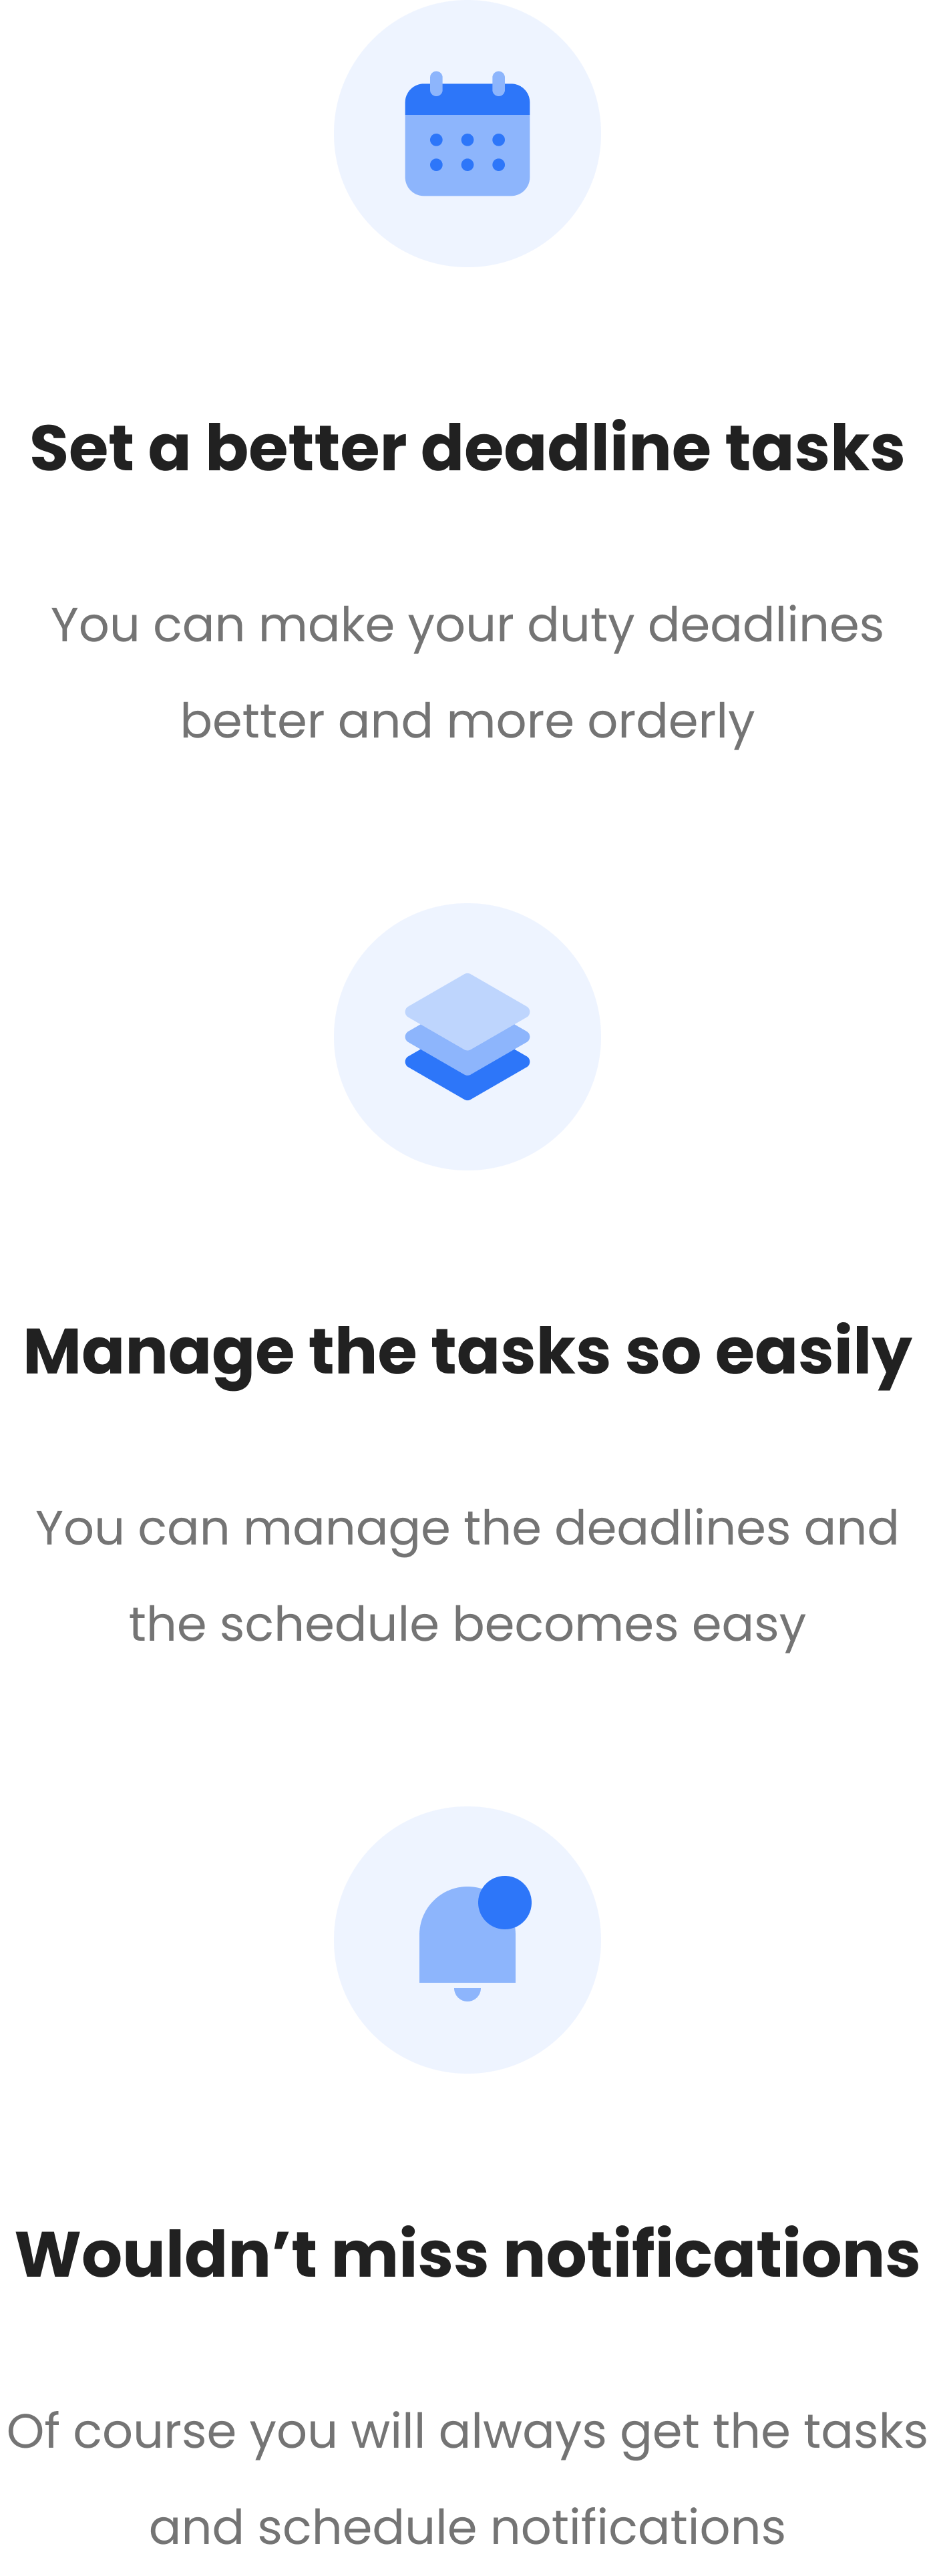 Set a better deadline tasks
You can make your duty deadlines
better and more orderly
Manage the tasks so easily
You can manage the deadlines and
the schedule becomes easy
Wouldn’t miss notifications
Of course you will always get the tasks
and schedule notifications